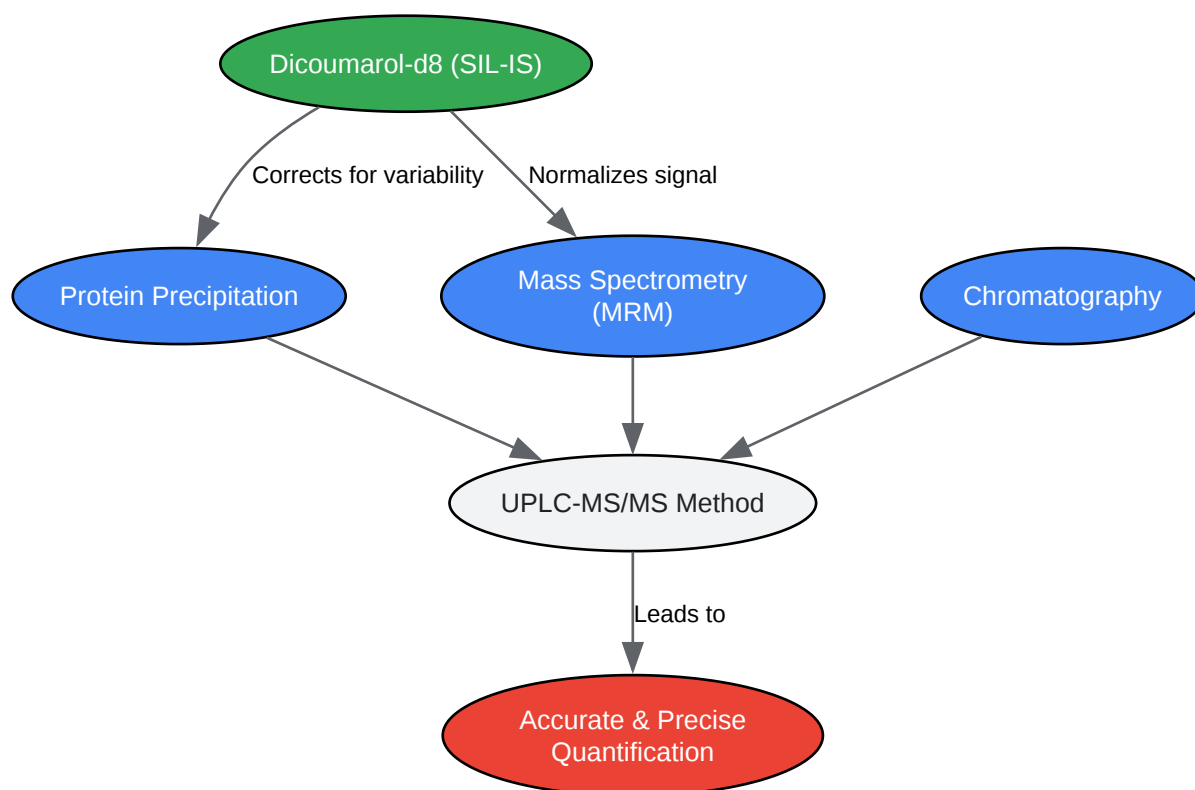 Dicoumarol-d8 (SIL-IS)
Corrects for variability
Normalizes signal
Protein Precipitation
Mass Spectrometry
(MRM)
Chromatography
UPLC-MS/MS Method
Leads to
Accurate & Precise
Quantification